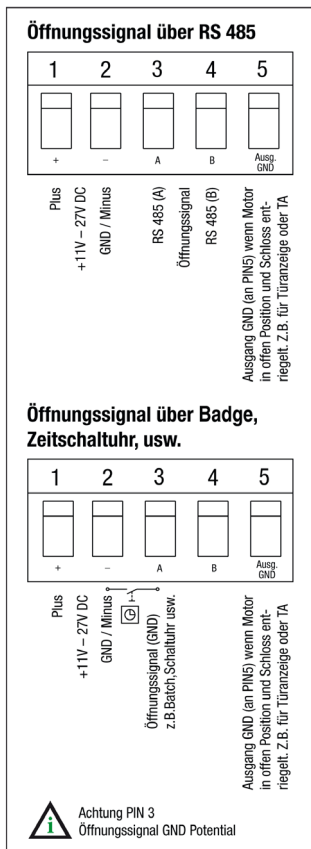 Öffnungssignal über RS 485
1 2 3 4 5
+ – A B Ausg.
GND
Plus
+11V – 27V DC
GND / Minus
RS 485 (A)
Öffnungssignal
RS 485 (B)
Ausgang GND (an PIN5) wenn Motor
in offen Position und Schloss ent-
riegelt. Z.B. für Türanzeige oder TA
Öffnungssignal über Badge,
Zeitschaltuhr, usw.
1 2 3 4 5
+ – A B Ausg.
GND
Plus
+11V – 27V DC
GND / Minus
Öffnungssignal (GND)
z.B.Batch,Schaltuhr usw.
Ausgang GND (an PIN5) wenn Motor
in offen Position und Schloss ent-
riegelt. Z.B. für Türanzeige oder TA
i
Achtung PIN 3
Öffnungssignal GND Potential